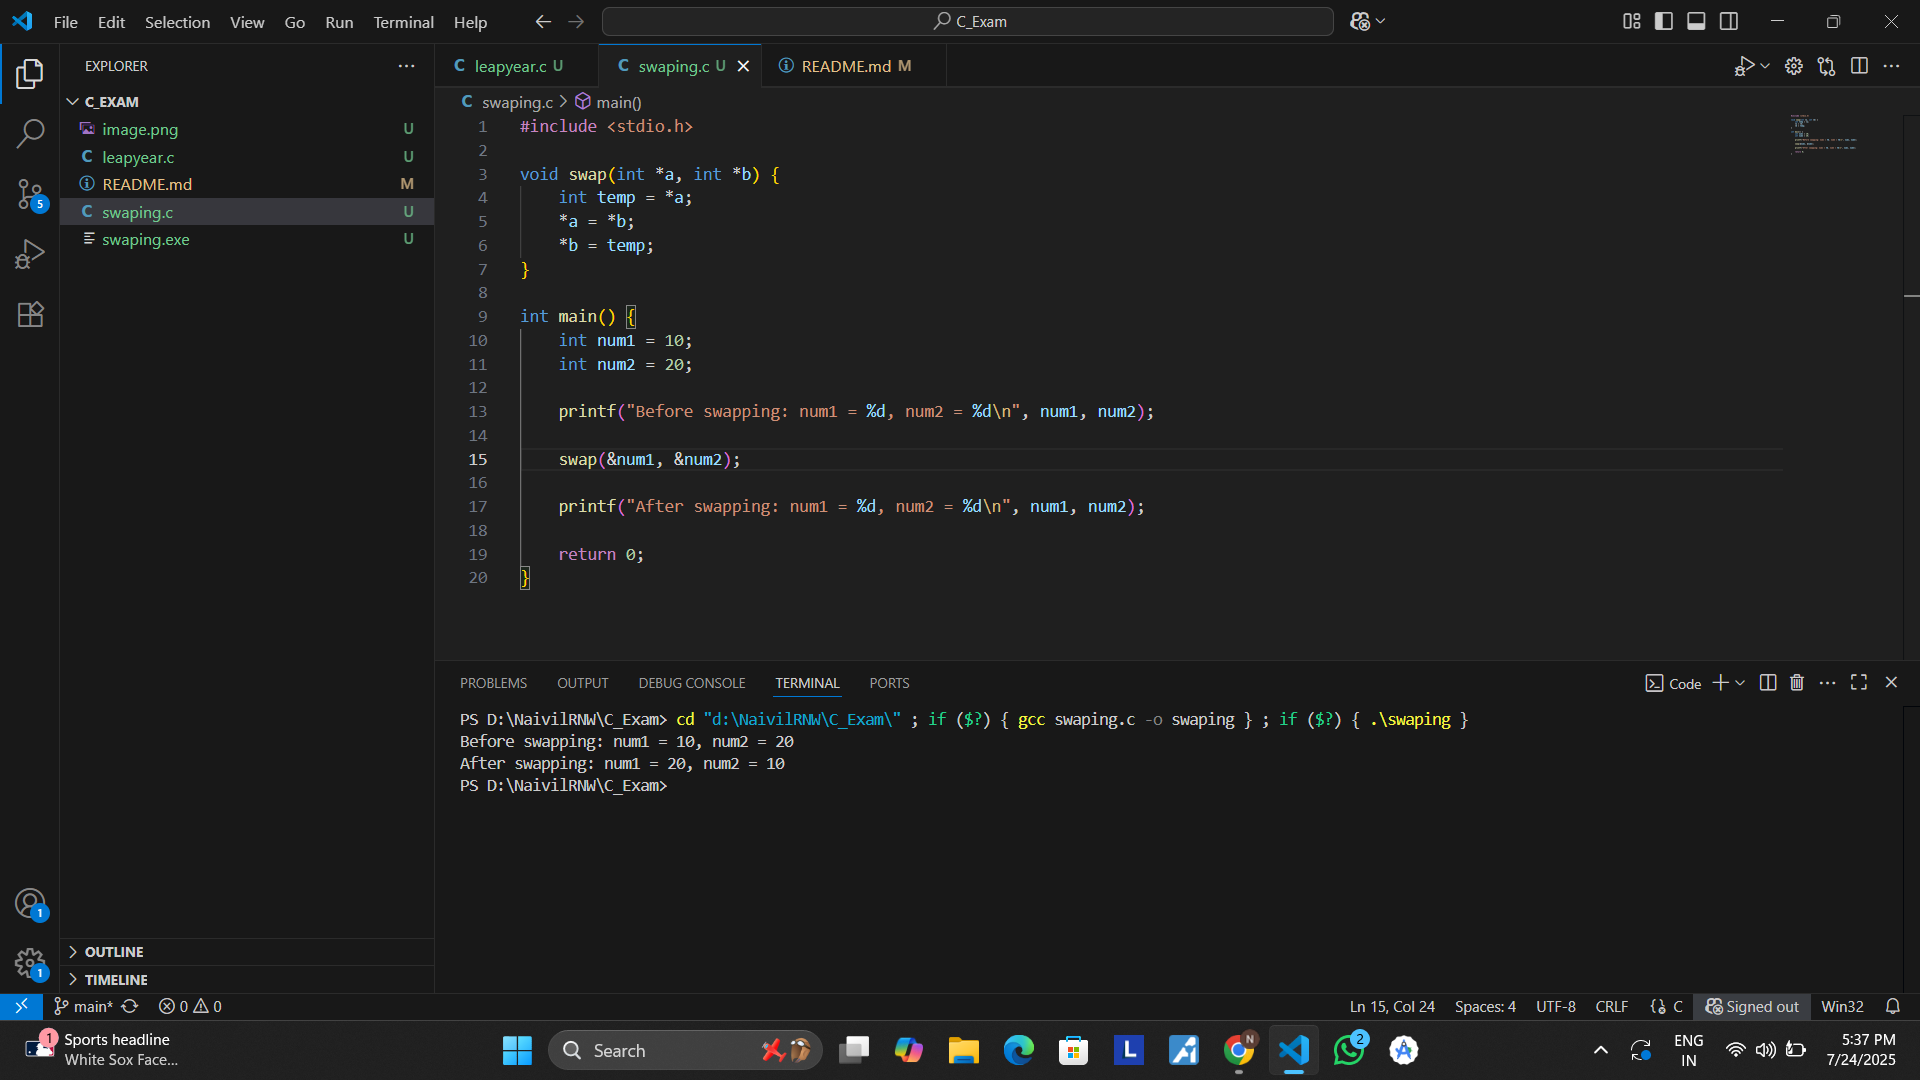 File Edit Selection View Go Run Terminal Help
C_Exam
EXPLORER
C_EXAM
image.png U
C leapyear.c U
README.md M
C swaping.c U
swaping.exe U
5
1
1
OUTLINE
TIMELINE
C leapyear.c U
C swaping.c U
README.md M
C swaping.c > main()
1 #include <stdio.h>
2
3 void swap(int *a, int *b) {
4 int temp = *a;
5 *a = *b;
6 *b = temp;
7 }
8
9 int main() {
10 int num1 = 10;
11 int num2 = 20;
12
13 printf("Before swapping: num1 = %d, num2 = %d\n", num1, num2);
14
15 swap(&num1, &num2);
16
17 printf("After swapping: num1 = %d, num2 = %d\n", num1, num2);
18
19 return 0;
20 }
PROBLEMS OUTPUT DEBUG CONSOLE TERMINAL PORTS
Code
PS D:\NaivilRNW\C_Exam> cd "d:\NaivilRNW\C_Exam\" ; if ($?) { gcc swaping.c -o swaping } ; if ($?) { .\swaping }
Before swapping: num1 = 10, num2 = 20
After swapping: num1 = 20, num2 = 10
PS D:\NaivilRNW\C_Exam>
main* 0 0
Ln 15, Col 24 Spaces: 4 UTF-8 CRLF {} C Signed out Win32
1
Sports headline
White Sox Face...
Search
L
N
2
ENG
IN
5:37 PM
7/24/2025